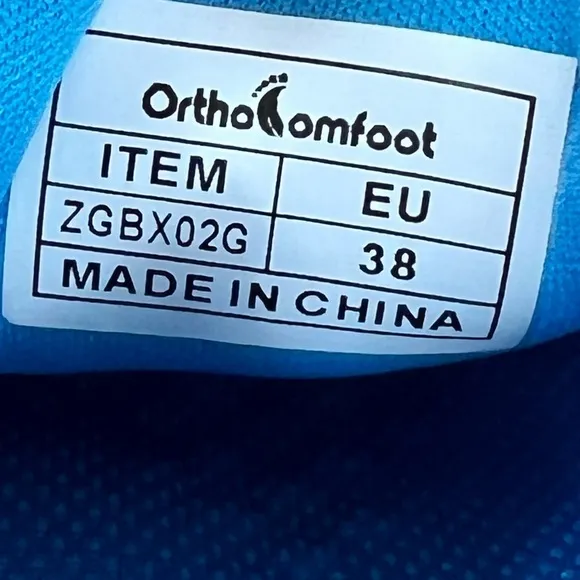 OrthoComfoot
ITEM EU
ZGBX02G 38
MADE IN CHINA